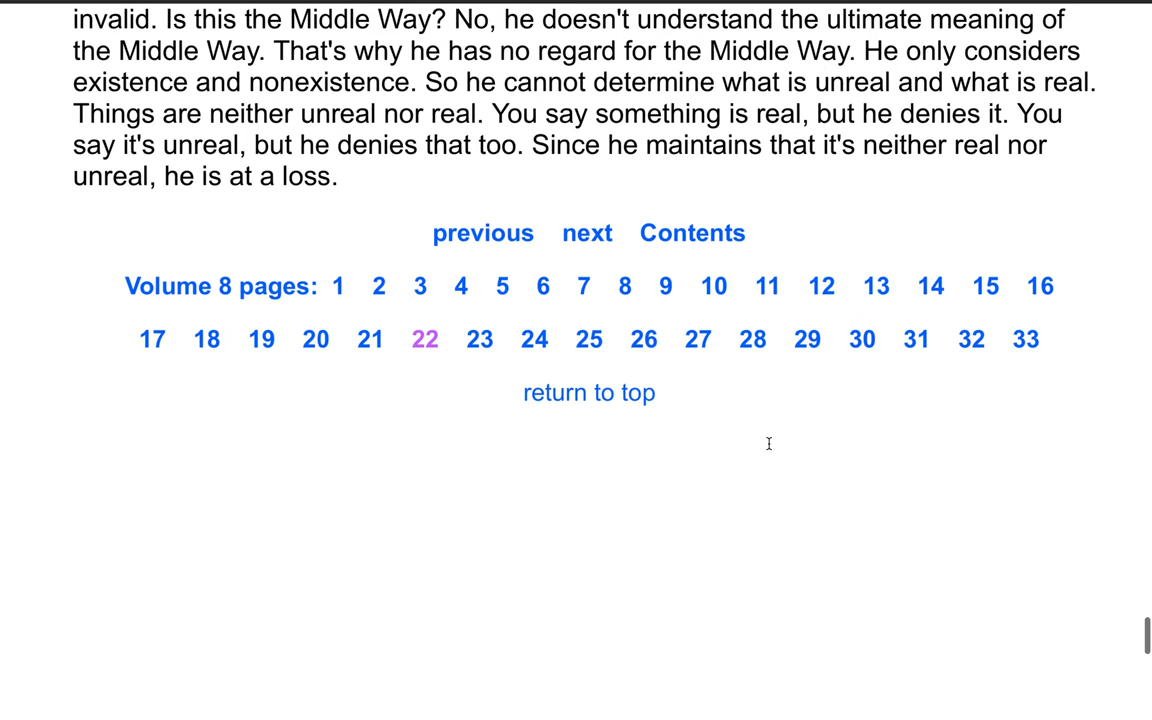 invalid. Is this the Middle Way? No, he doesn't understand the ultimate meaning of
the Middle Way. That's why he has no regard for the Middle Way. He only considers
existence and nonexistence. So he cannot determine what is unreal and what is real.
Things are neither unreal nor real. You say something is real, but he denies it. You
say it's unreal, but he denies that too. Since he maintains that it's neither real nor
unreal, he is at a loss.
previous next Contents
Volume 8 pages: 1 2 3 4 5 6 7 8 9 10 11 12 13 14 15 16
17 18 19 20 21 22 23 24 25 26 27 28 29 30 31 32 33
return to top